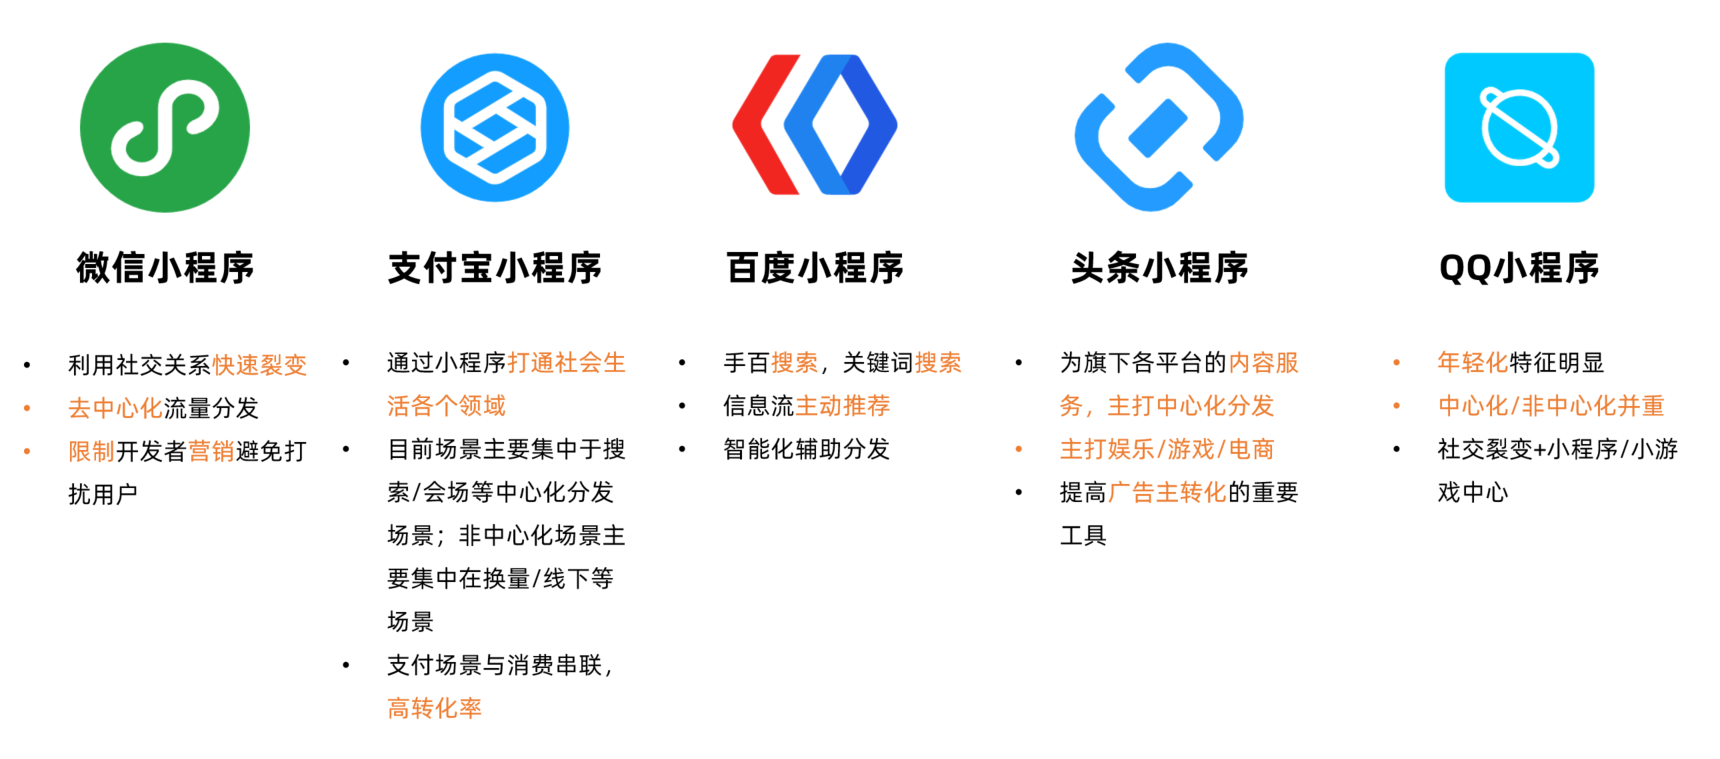 微信小程序
• 利用社交关系快速裂变
• 去中心化流量分发
• 限制开发者营销避免打
扰用户
支付宝小程序
• 通过小程序打通社会生
活各个领域
• 目前场景主要集中于搜
索/会场等中心化分发
场景；非中心化场景主
要集中在换量/线下等
场景
• 支付场景与消费串联，
高转化率
百度小程序
• 手百搜索，关键词搜索
• 信息流主动推荐
• 智能化辅助分发
头条小程序
• 为旗下各平台的内容服
务，主打中心化分发
• 主打娱乐/游戏/电商
• 提高广告主转化的重要
工具
QQ小程序
• 年轻化特征明显
• 中心化/非中心化并重
• 社交裂变+小程序/小游
戏中心